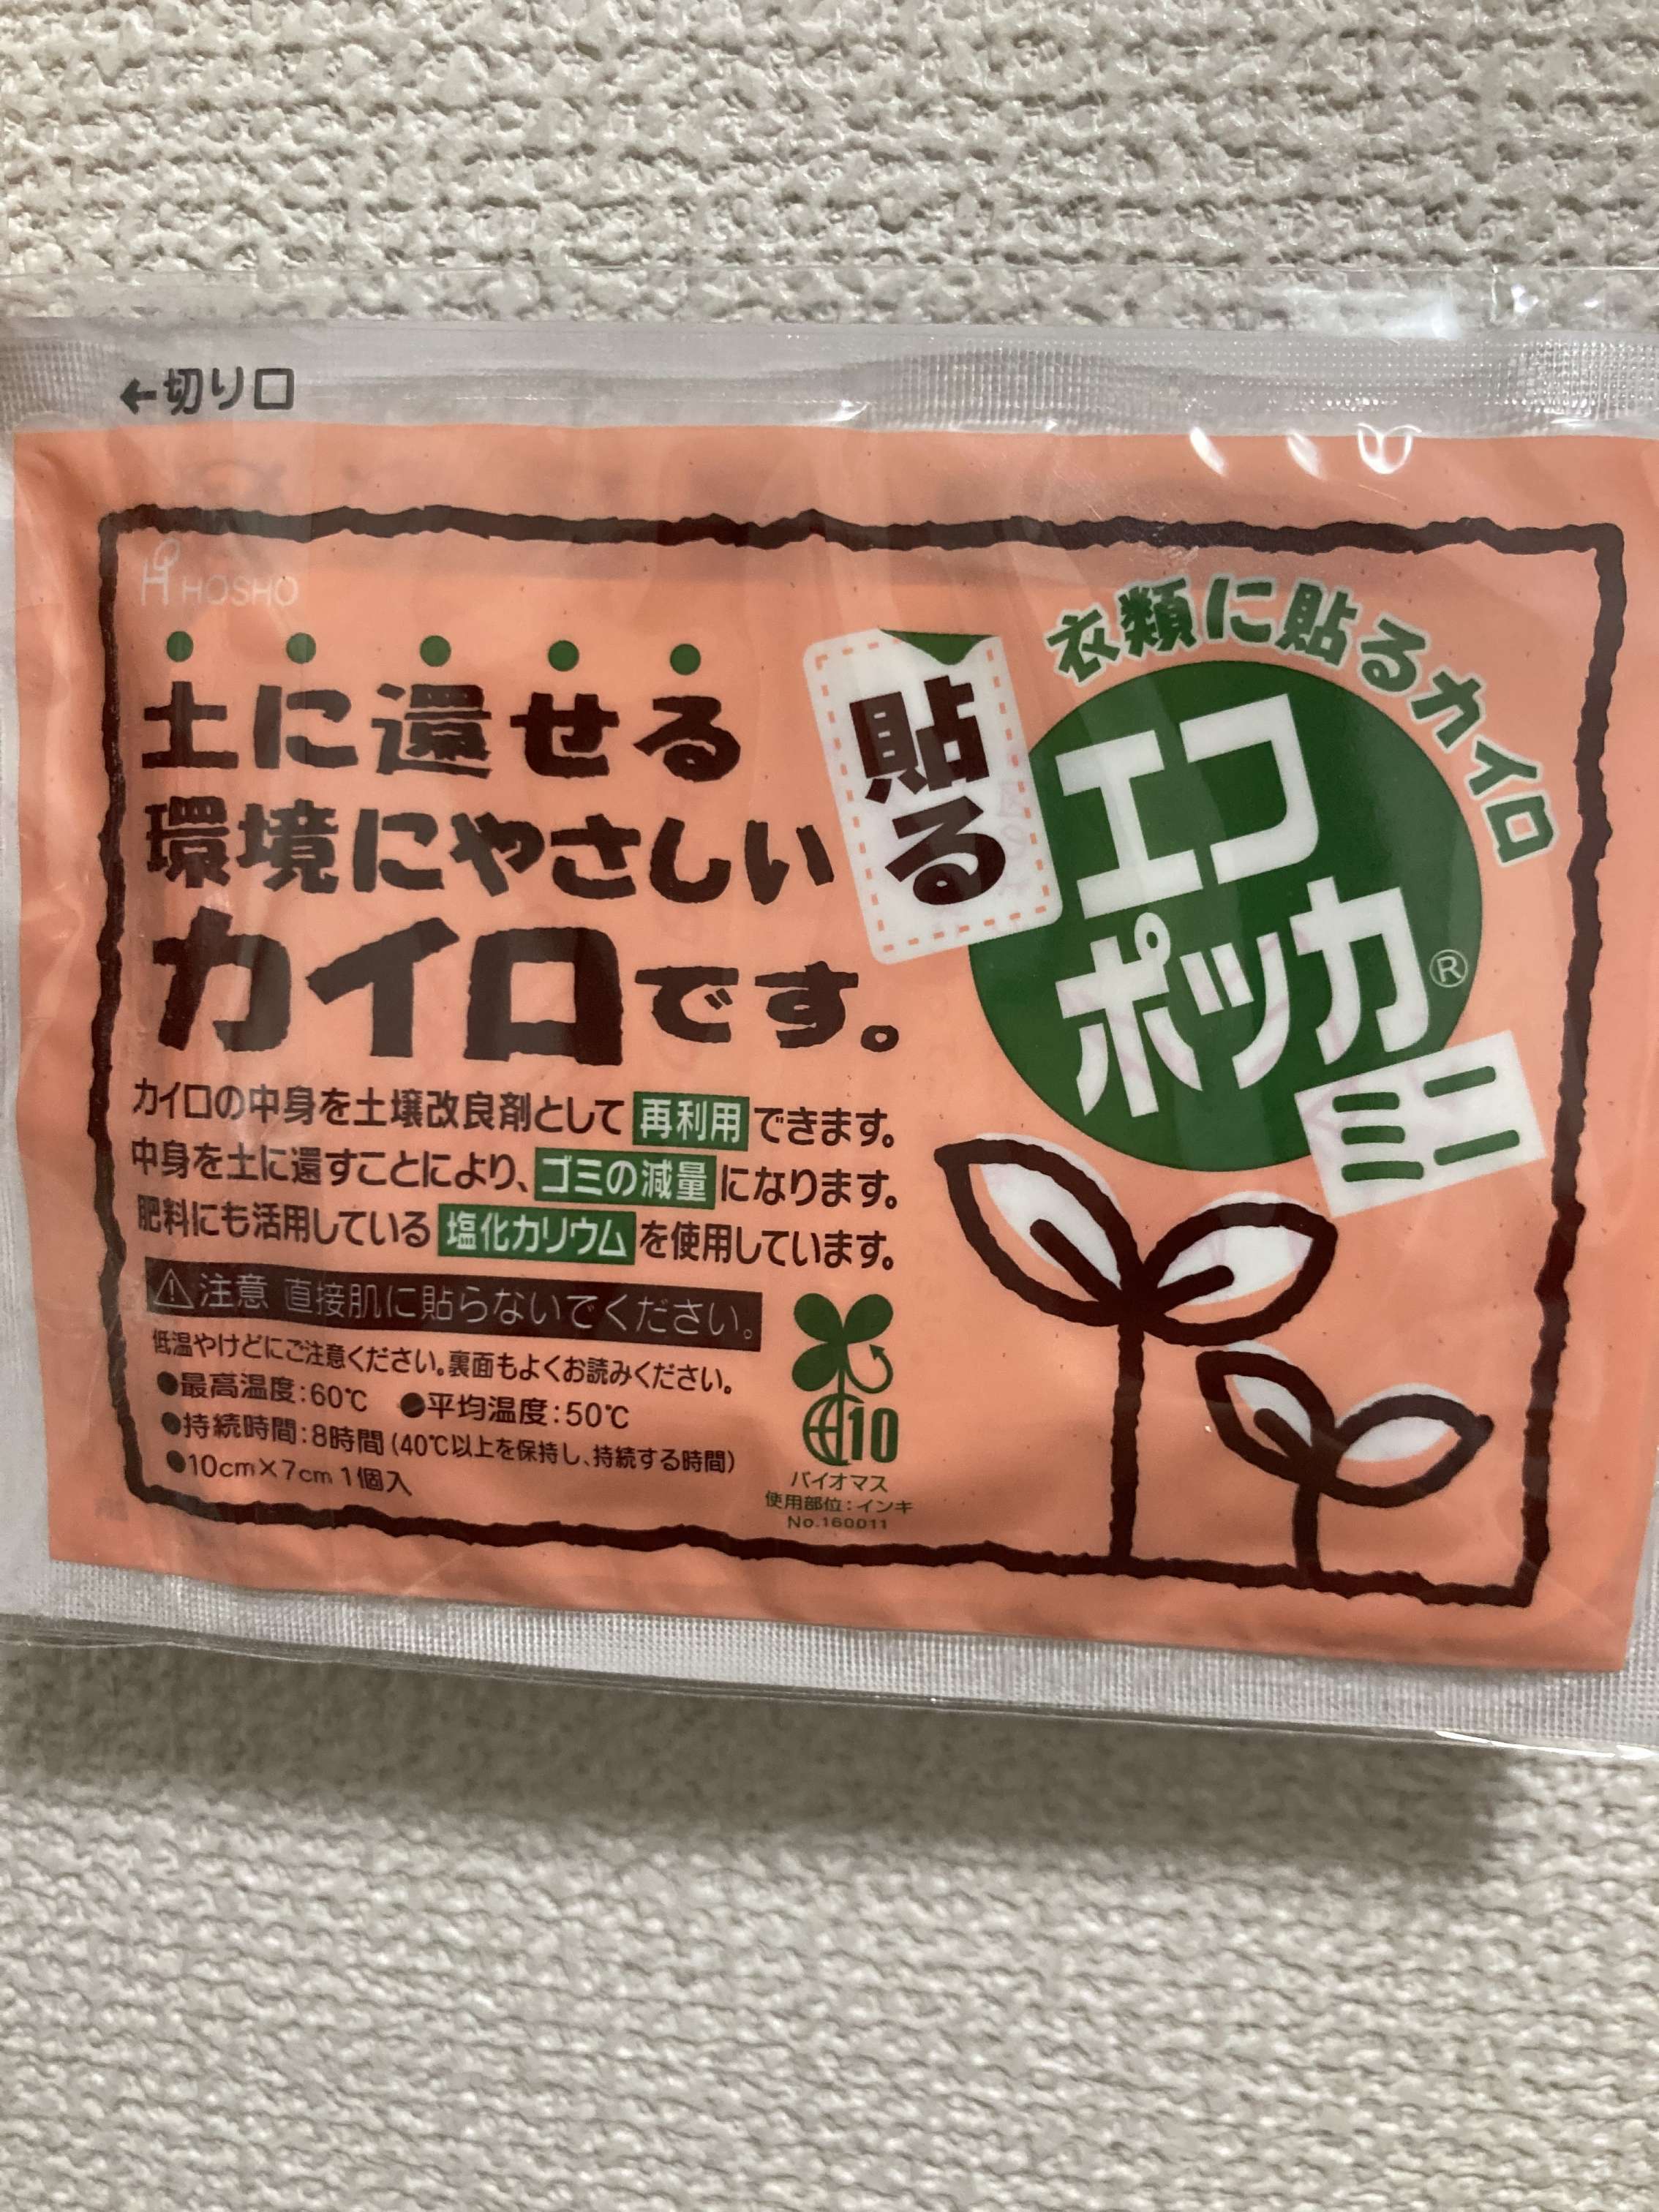 ←切り口
HOSHO
土に還せる
環境にやさしい
カイロです。
貼る
衣類に貼るカイロ
エコ
ポッカ®
ミニ
カイロの中身を土壌改良剤として再利用できます。
中身を土に還すことにより、ゴミの減量になります。
肥料にも活用している塩化カリウムを使用しています。
⚠注意 直接肌に貼らないでください。
低温やけどにご注意ください。裏面もよくお読みください。
●最高温度:60℃ ●平均温度:50℃
●持続時間:8時間(40℃以上を保持し、持続する時間)
●10cm×7cm 1個入
10
バイオマス
使用部位:インキ
No.160011